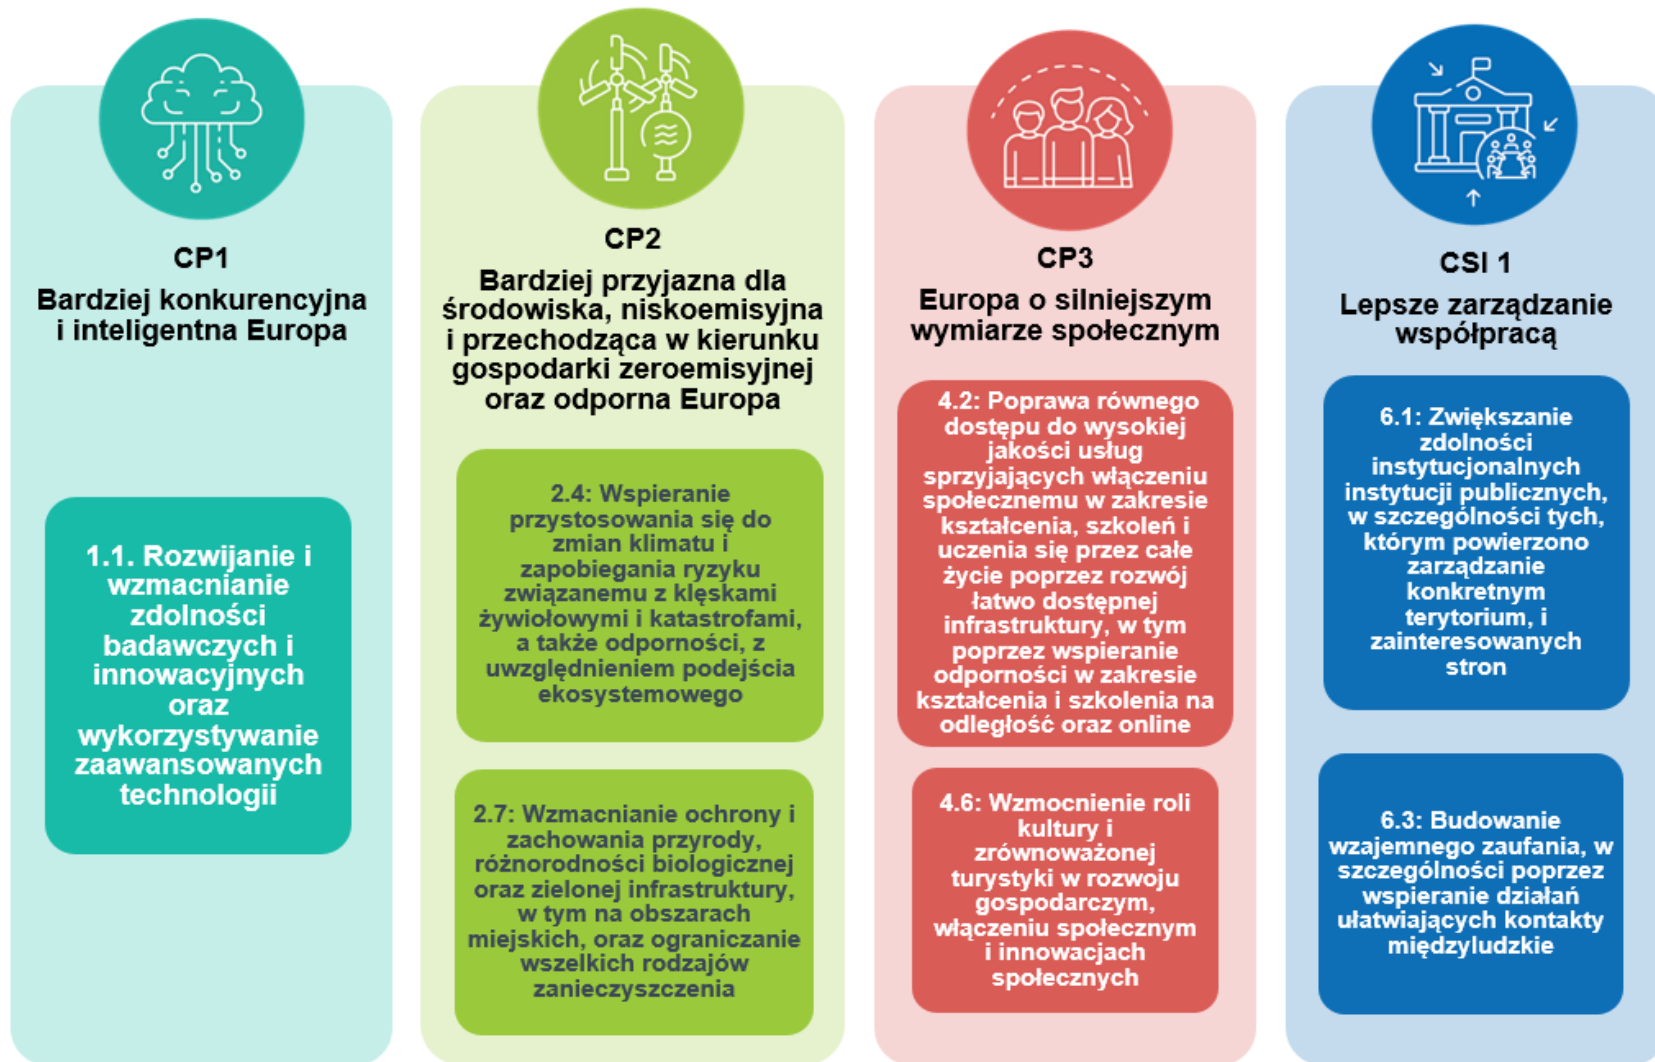 CP1
Bardziej konkurencyjna
i inteligentna Europa
1.1. Rozwijanie i
wzmacnianie
zdolności
badawczych i
innowacyjnych
oraz
wykorzystywanie
zaawansowanych
technologii
CP2
Bardziej przyjazna dla
środowiska, niskoemisyjna
i przechodząca w kierunku
gospodarki zeroemisyjnej
oraz odporna Europa
2.4: Wspieranie
przystosowania się do
zmian klimatu i
zapobiegania ryzyku
związanemu z klęskami
żywiołowymi i katastrofami,
a także odporności, z
uwzględnieniem podejścia
ekosystemowego
2.7: Wzmacnianie ochrony i
zachowania przyrody,
różnorodności biologicznej
oraz zielonej infrastruktury,
w tym na obszarach
miejskich, oraz ograniczanie
wszelkich rodzajów
zanieczyszczenia
CP3
Europa o silniejszym
wymiarze społecznym
4.2: Poprawa równego
dostępu do wysokiej
jakości usług
sprzyjających włączeniu
społecznemu w zakresie
kształcenia, szkoleń i
uczenia się przez całe
życie poprzez rozwój
łatwo dostępnej
infrastruktury, w tym
poprzez wspieranie
odporności w zakresie
kształcenia i szkolenia na
odległość oraz online
4.6: Wzmocnienie roli
kultury i
zrównoważonej
turystyki w rozwoju
gospodarczym,
włączeniu społecznym
i innowacjach
społecznych
CSI 1
Lepsze zarządzanie
współpracą
6.1: Zwiększanie
zdolności
instytucjonalnych
instytucji publicznych,
w szczególności tych,
którym powierzono
zarządzanie
konkretnym
terytorium, i
zainteresowanych
stron
6.3: Budowanie
wzajemnego zaufania, w
szczególności poprzez
wspieranie działań
ułatwiających kontakty
międzyludzkie